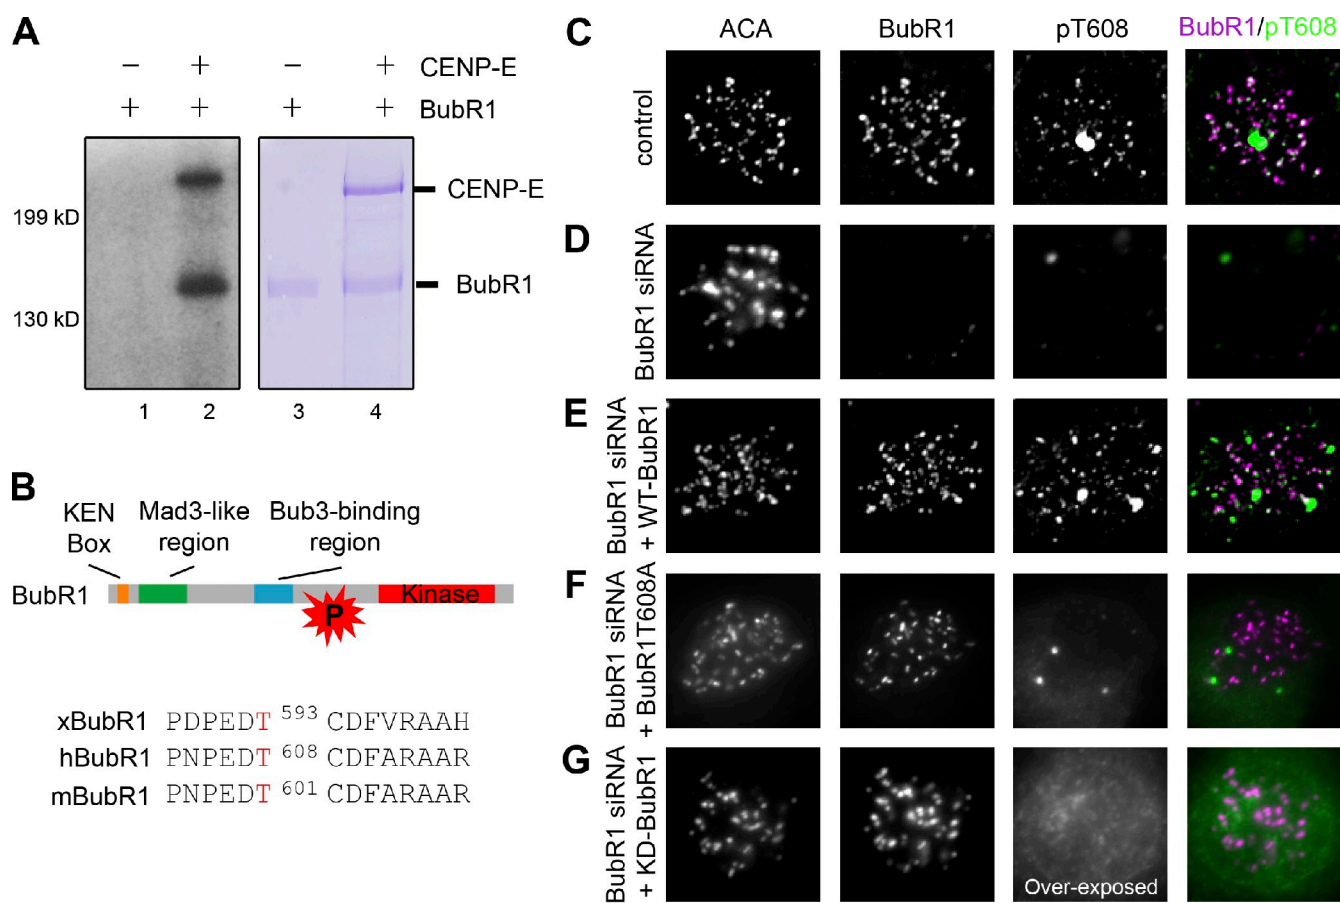 A
− + − + CENP-E
+ + + + BubR1
199 kD
130 kD
CENP-E
BubR1
1 2 3 4
B
KEN Box
Mad3-like region
Bub3-binding region
BubR1
Kinase
P
xBubR1 PDPEDT 593 CDFVRAAH
hBubR1 PNPEDT 608 CDFARAAR
mBubR1 PNPEDT 601 CDFARAAR
C
ACA BubR1 pT608 BubR1/pT608
control
D
BubR1 siRNA
E
BubR1 siRNA
+ WT-BubR1
F
BubR1 siRNA
+ BubR1T608A
G
BubR1 siRNA
+ KD-BubR1
Over-exposed